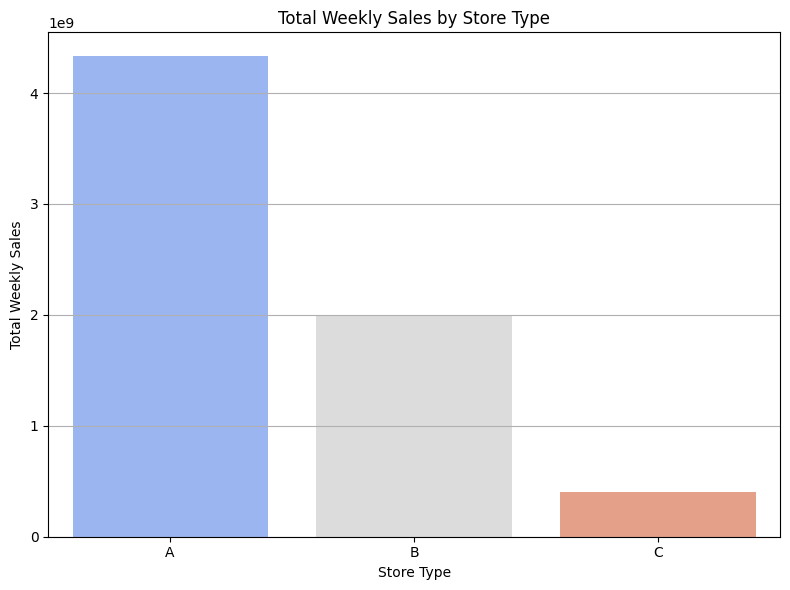 Total Weekly Sales by Store Type
1e9
4
3
2
1
0
Total Weekly Sales
A B C
Store Type